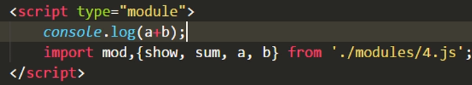 <script type="module">
console.log(a+b);
import mod,{show, sum, a, b} from './modules/4.js';
</script>